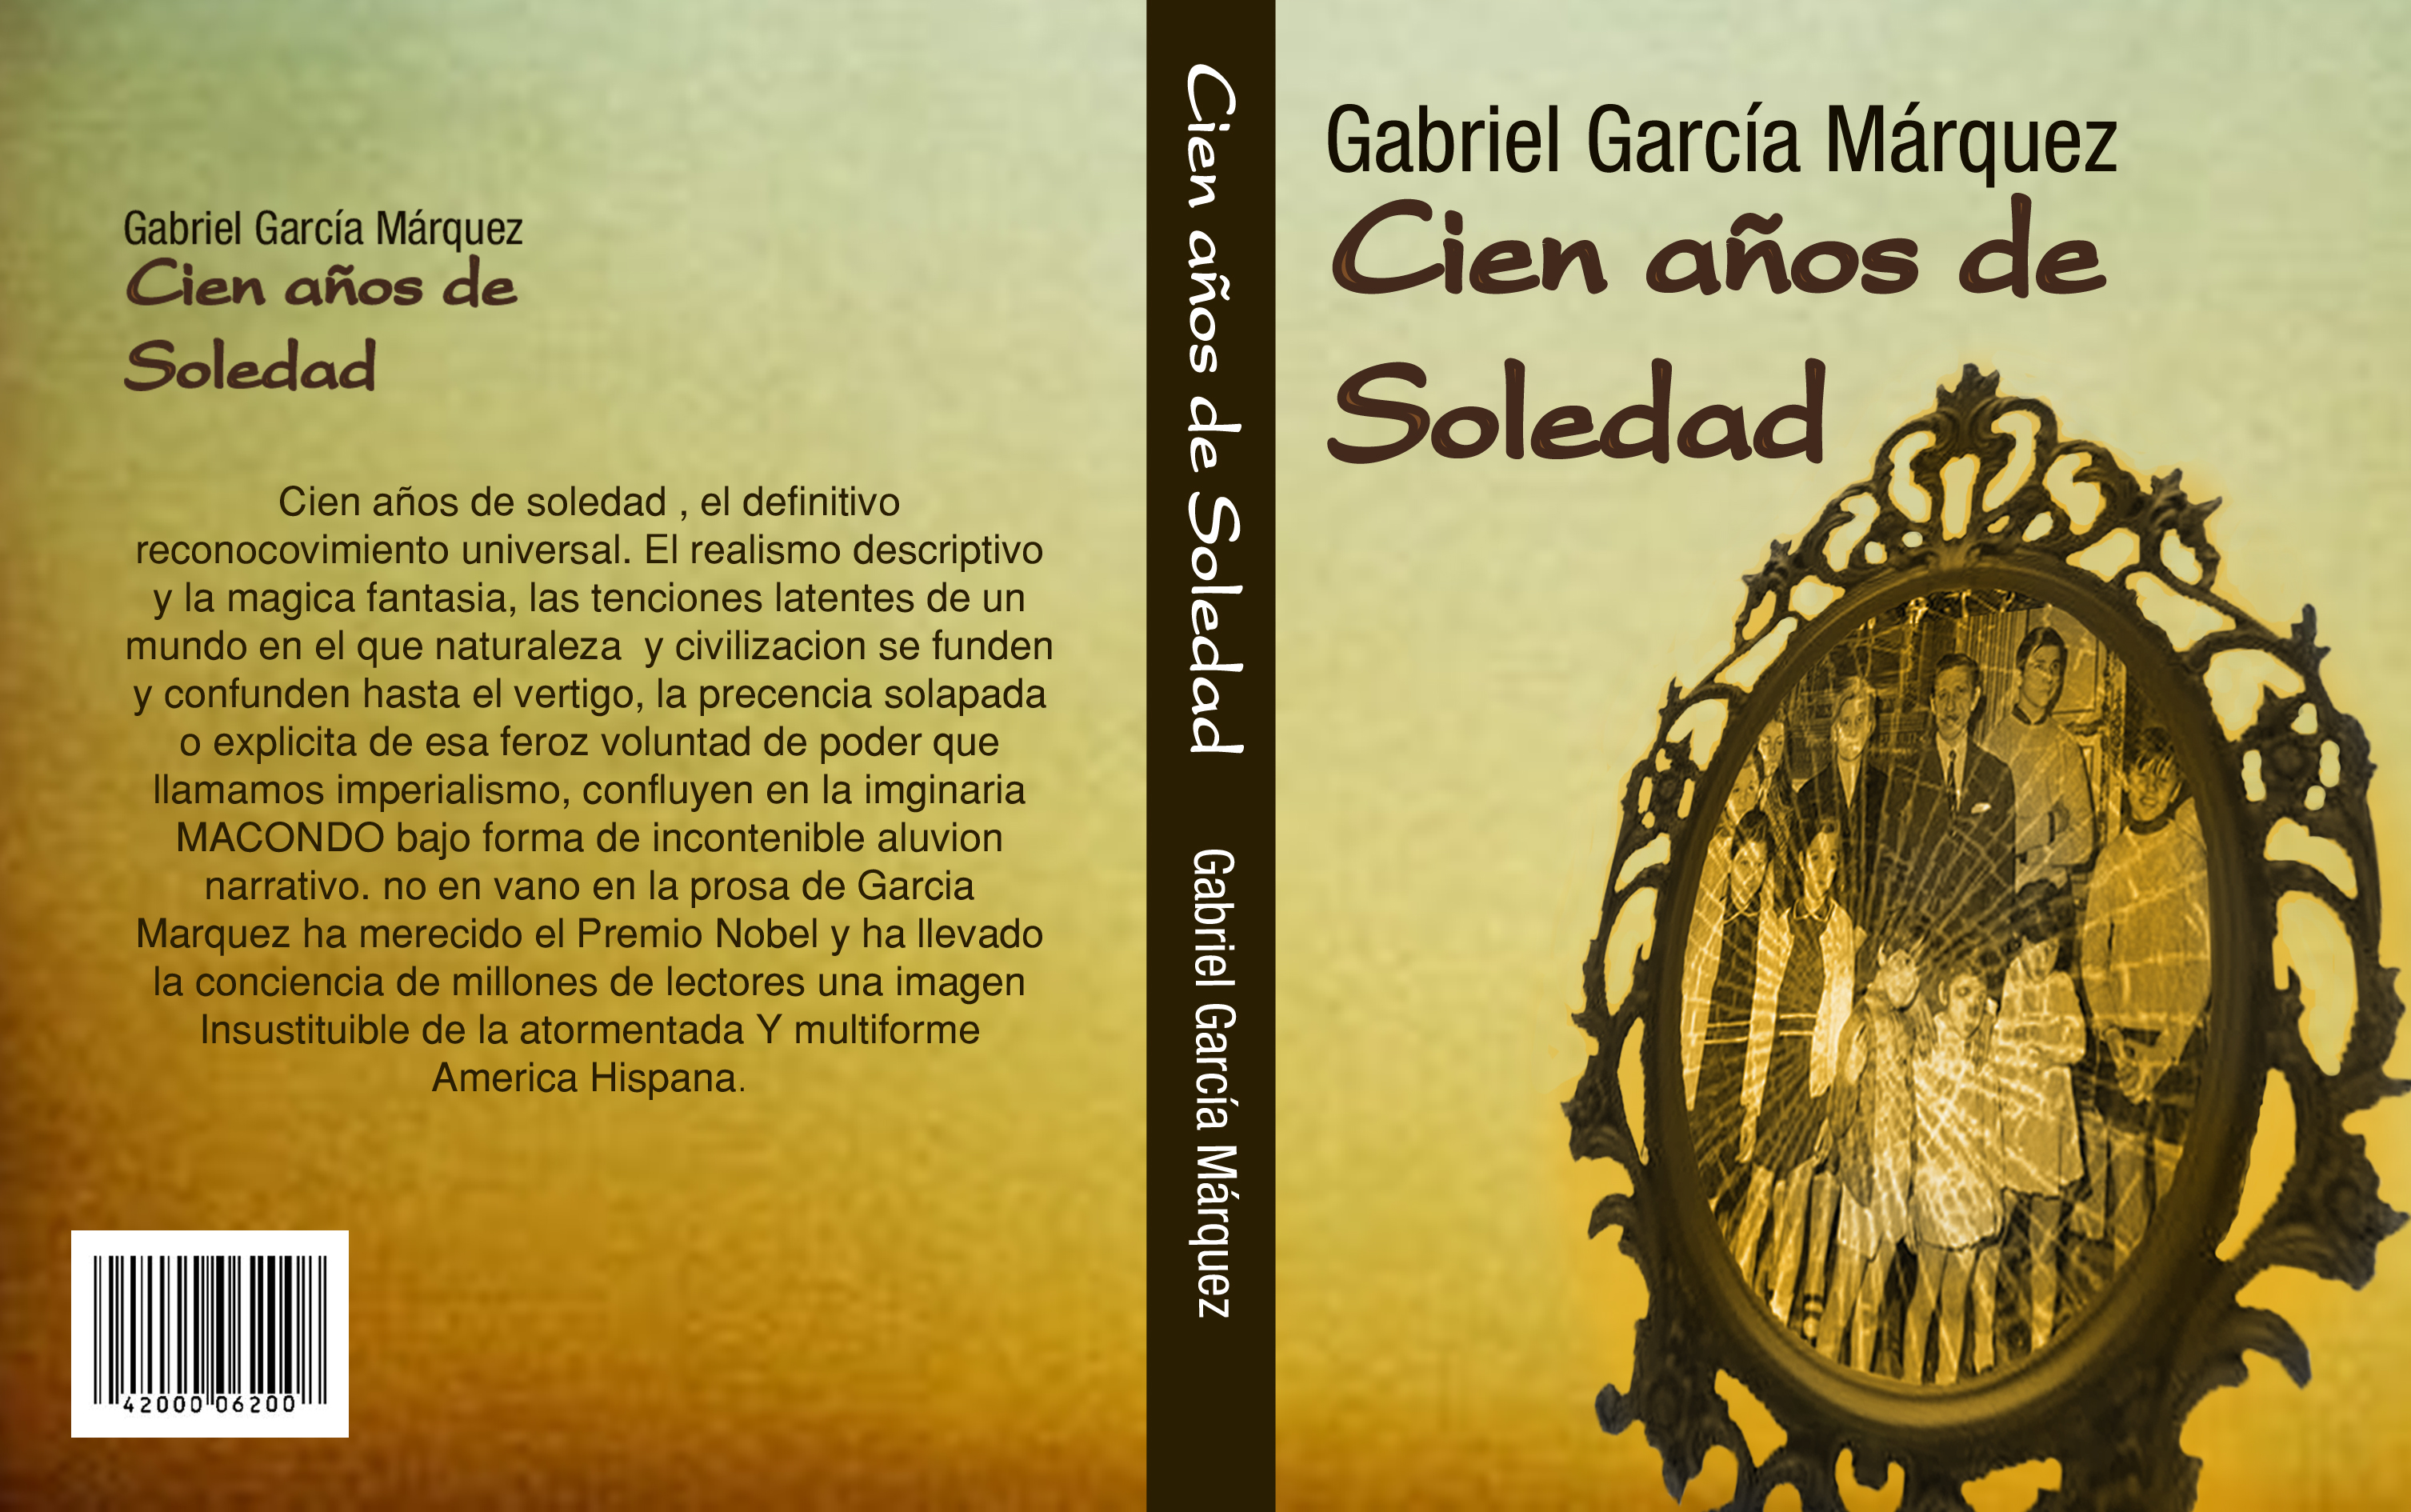 Gabriel García Márquez
Cien años de
Soledad
Cien años de soledad , el definitivo
reconocovimiento universal. El realismo descriptivo
y la magica fantasia, las tenciones latentes de un
mundo en el que naturaleza  y civilizacion se funden
y confunden hasta el vertigo, la precencia solapada
o explicita de esa feroz voluntad de poder que
llamamos imperialismo, confluyen en la imginaria
MACONDO bajo forma de incontenible aluvion
narrativo. no en vano en la prosa de Garcia
Marquez ha merecido el Premio Nobel y ha llevado
la conciencia de millones de lectores una imagen
Insustituible de la atormentada Y multiforme
America Hispana.
42000 06200
Cien años de Soledad Gabriel García Márquez
Gabriel García Márquez
Cien años de
Soledad